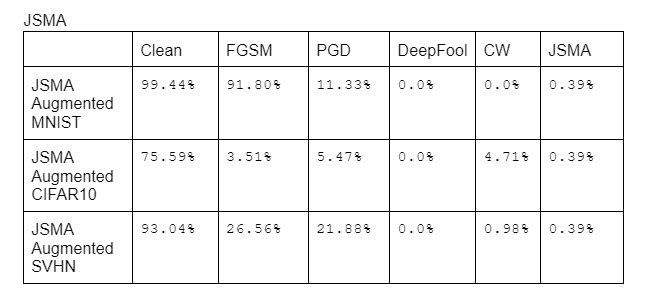 JSMA
Clean FGSM PGD DeepFool CW JSMA
JSMA 99.44% 91.80% 11.33% 0.0% 0.0% 0.39%
Augmented
MNIST
JSMA 75.59% 3.51% 5.47% 0.0% 4.71% 0.39%
Augmented
CIFAR10
JSMA 93.04% 26.56% 21.88% 0.0% 0.98% 0.39%
Augmented
SVHN